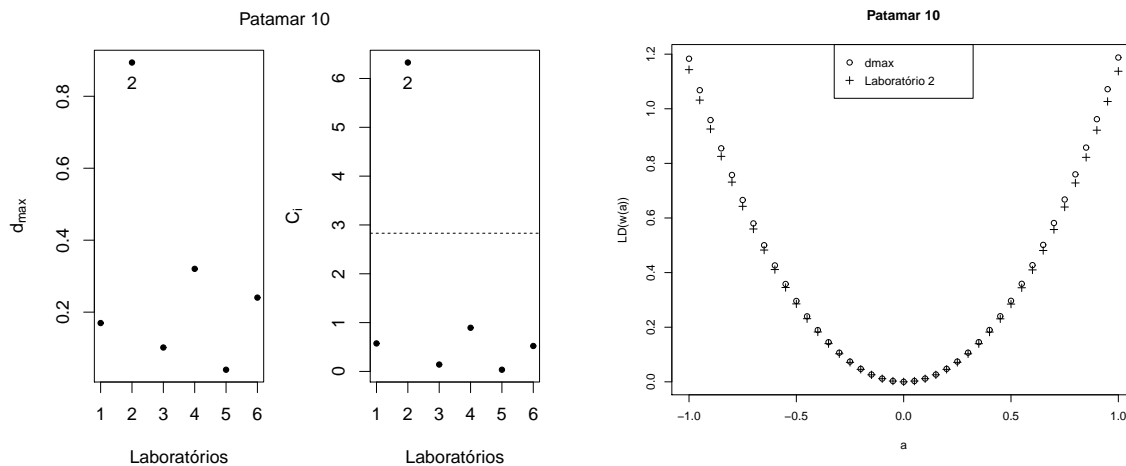 Patamar 10
d_max
0.2
0.4
0.6
0.8
2
1 2 3 4 5 6
Laboratórios
C_i
0
1
2
3
4
5
6
2
1 2 3 4 5 6
Laboratórios
Patamar 10
dmax
Laboratório 2
LD(w(a))
0.0
0.2
0.4
0.6
0.8
1.0
1.2
−1.0 −0.5 0.0 0.5 1.0
a